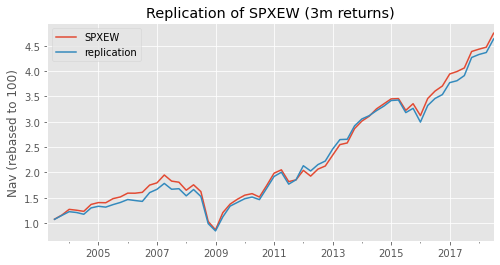 Replication of SPXEW (3m returns)
SPXEW
replication
Nav (rebased to 100)
4.5
4.0
3.5
3.0
2.5
2.0
1.5
1.0
2005 2007 2009 2011 2013 2015 2017